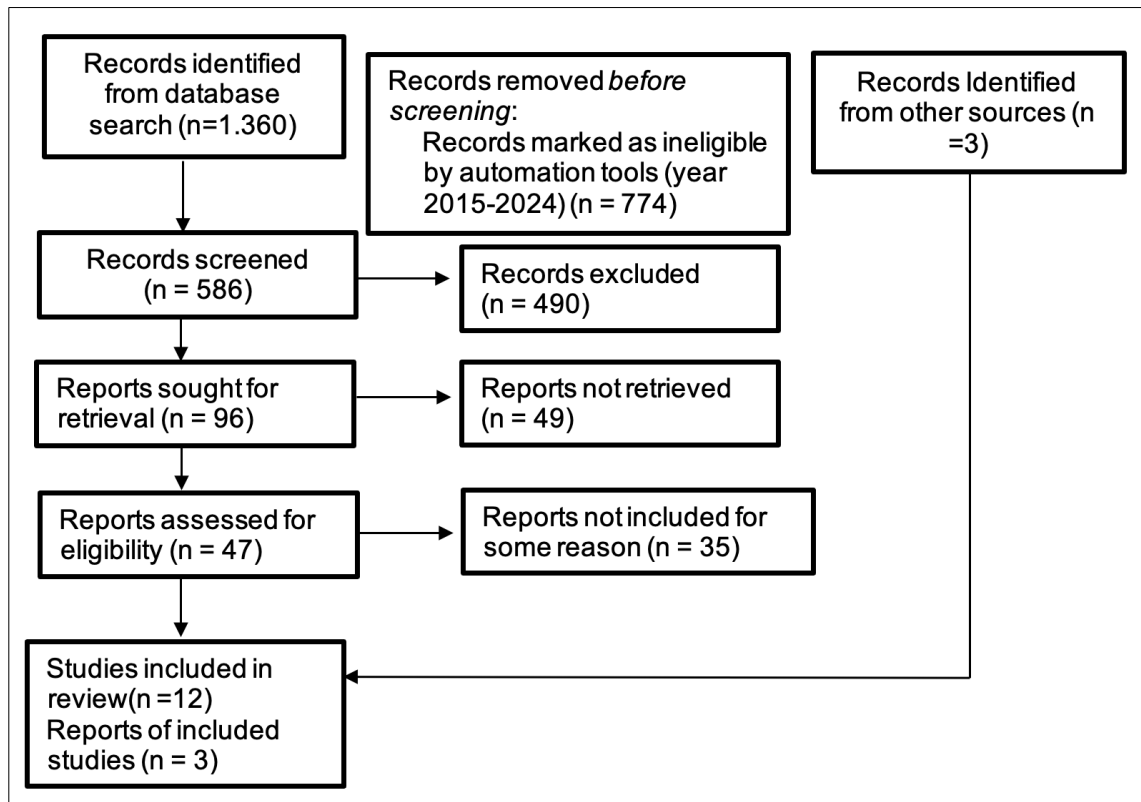 Records identified
from database
search (n=1.360)
Records removed before
screening:
Records marked as ineligible
by automation tools (year
2015-2024) (n = 774)
Records Identified
from other sources (n
=3)
Records screened
(n = 586)
Records excluded
(n = 490)
Reports sought for
retrieval (n = 96)
Reports not retrieved
(n = 49)
Reports assessed for
eligibility (n = 47)
Reports not included for
some reason (n = 35)
Studies included in
review(n =12)
Reports of included
studies (n = 3)